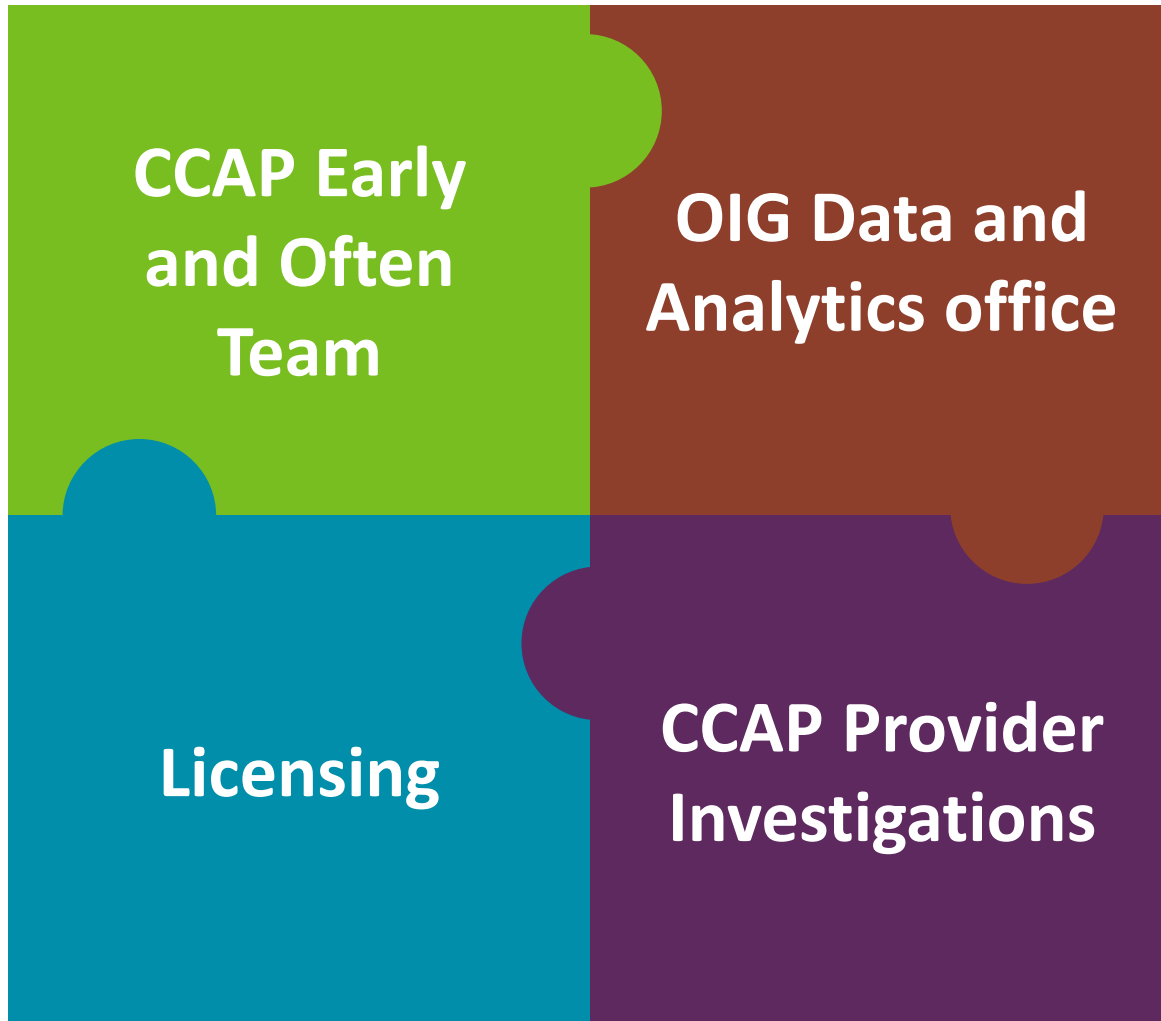 CCAP Early
and Often
Team
OIG Data and
Analytics office
Licensing
CCAP Provider
Investigations